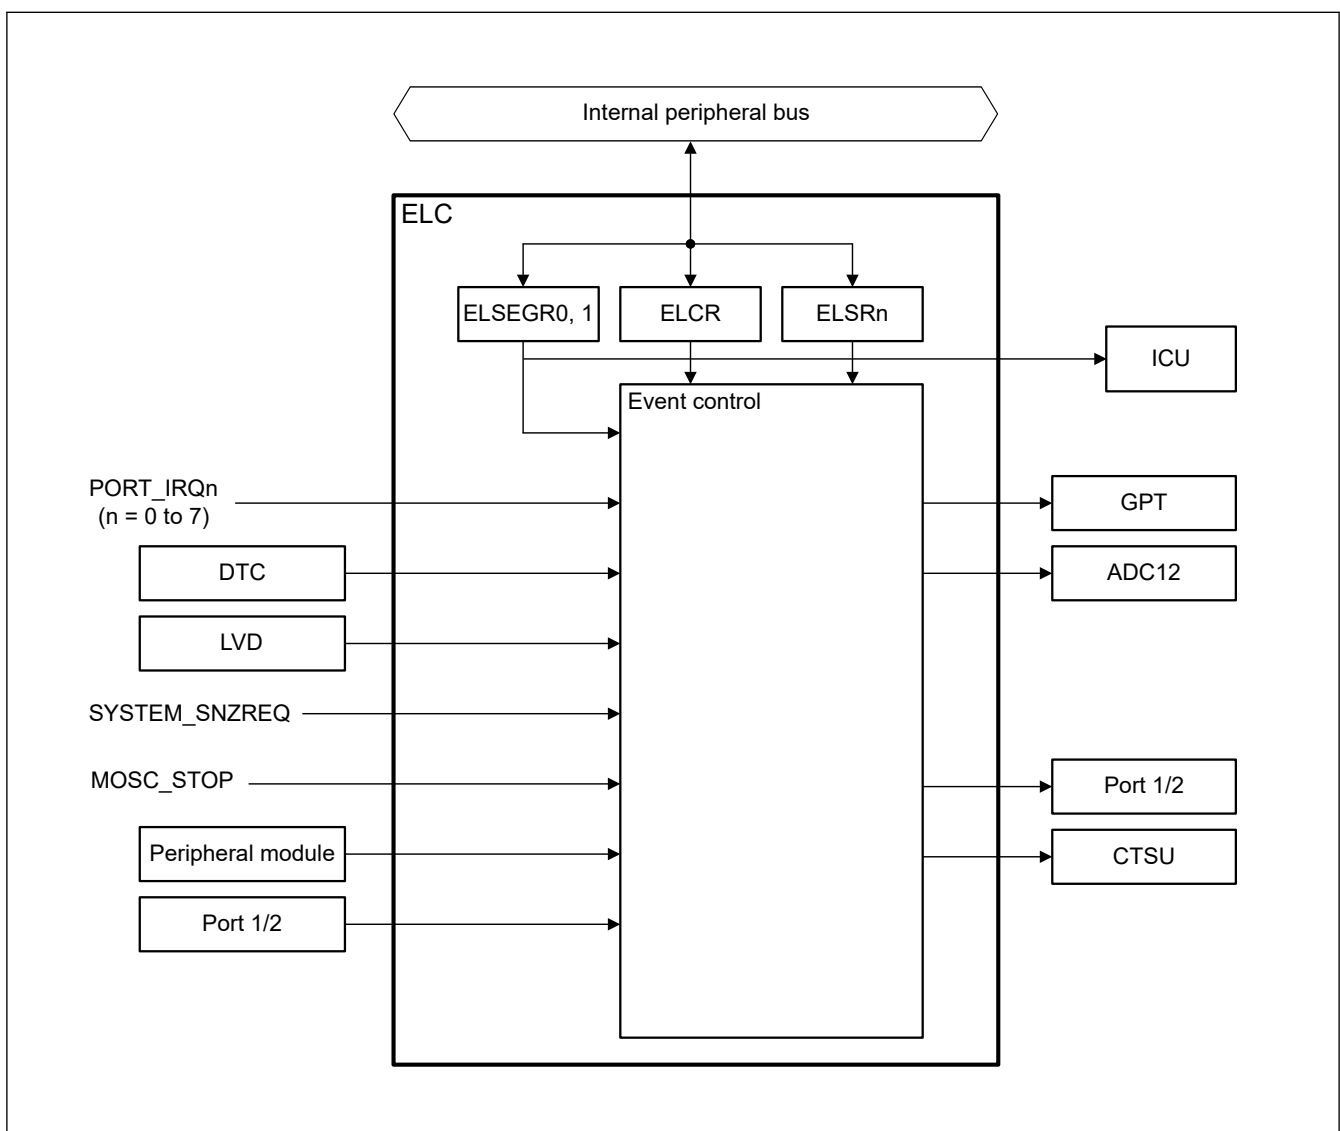 Internal peripheral bus
ELC
ELSEGR0, 1
ELCR
ELSRn
ICU
Event control
PORT_IRQn
(n = 0 to 7)
GPT
DTC
ADC12
LVD
SYSTEM_SNZREQ
MOSC_STOP
Port 1/2
Peripheral module
CTSU
Port 1/2